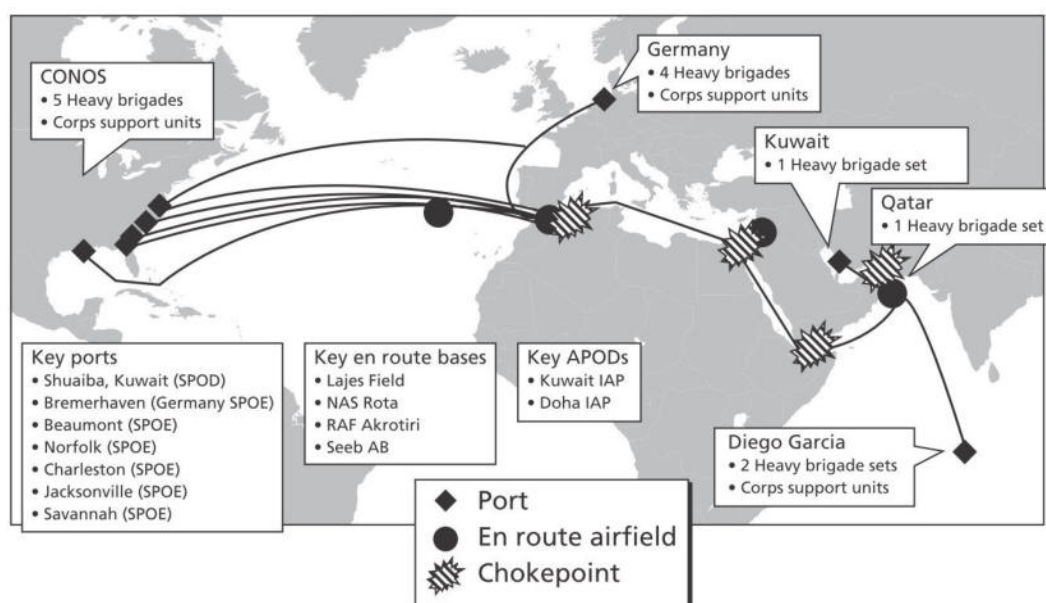 CONOS
• 5 Heavy brigades
• Corps support units
Germany
• 4 Heavy brigades
• Corps support units
Kuwait
• 1 Heavy brigade set
Qatar
• 1 Heavy brigade set
Key ports
• Shuaiba, Kuwait (SPOD)
• Bremerhaven (Germany SPOE)
• Beaumont (SPOE)
• Norfolk (SPOE)
• Charleston (SPOE)
• Jacksonville (SPOE)
• Savannah (SPOE)
Key en route bases
• Lajes Field
• NAS Rota
• RAF Akrotiri
• Seeb AB
Key APODs
• Kuwait IAP
• Doha IAP
Diego Garcia
• 2 Heavy brigade sets
• Corps support units
Port
En route airfield
Chokepoint